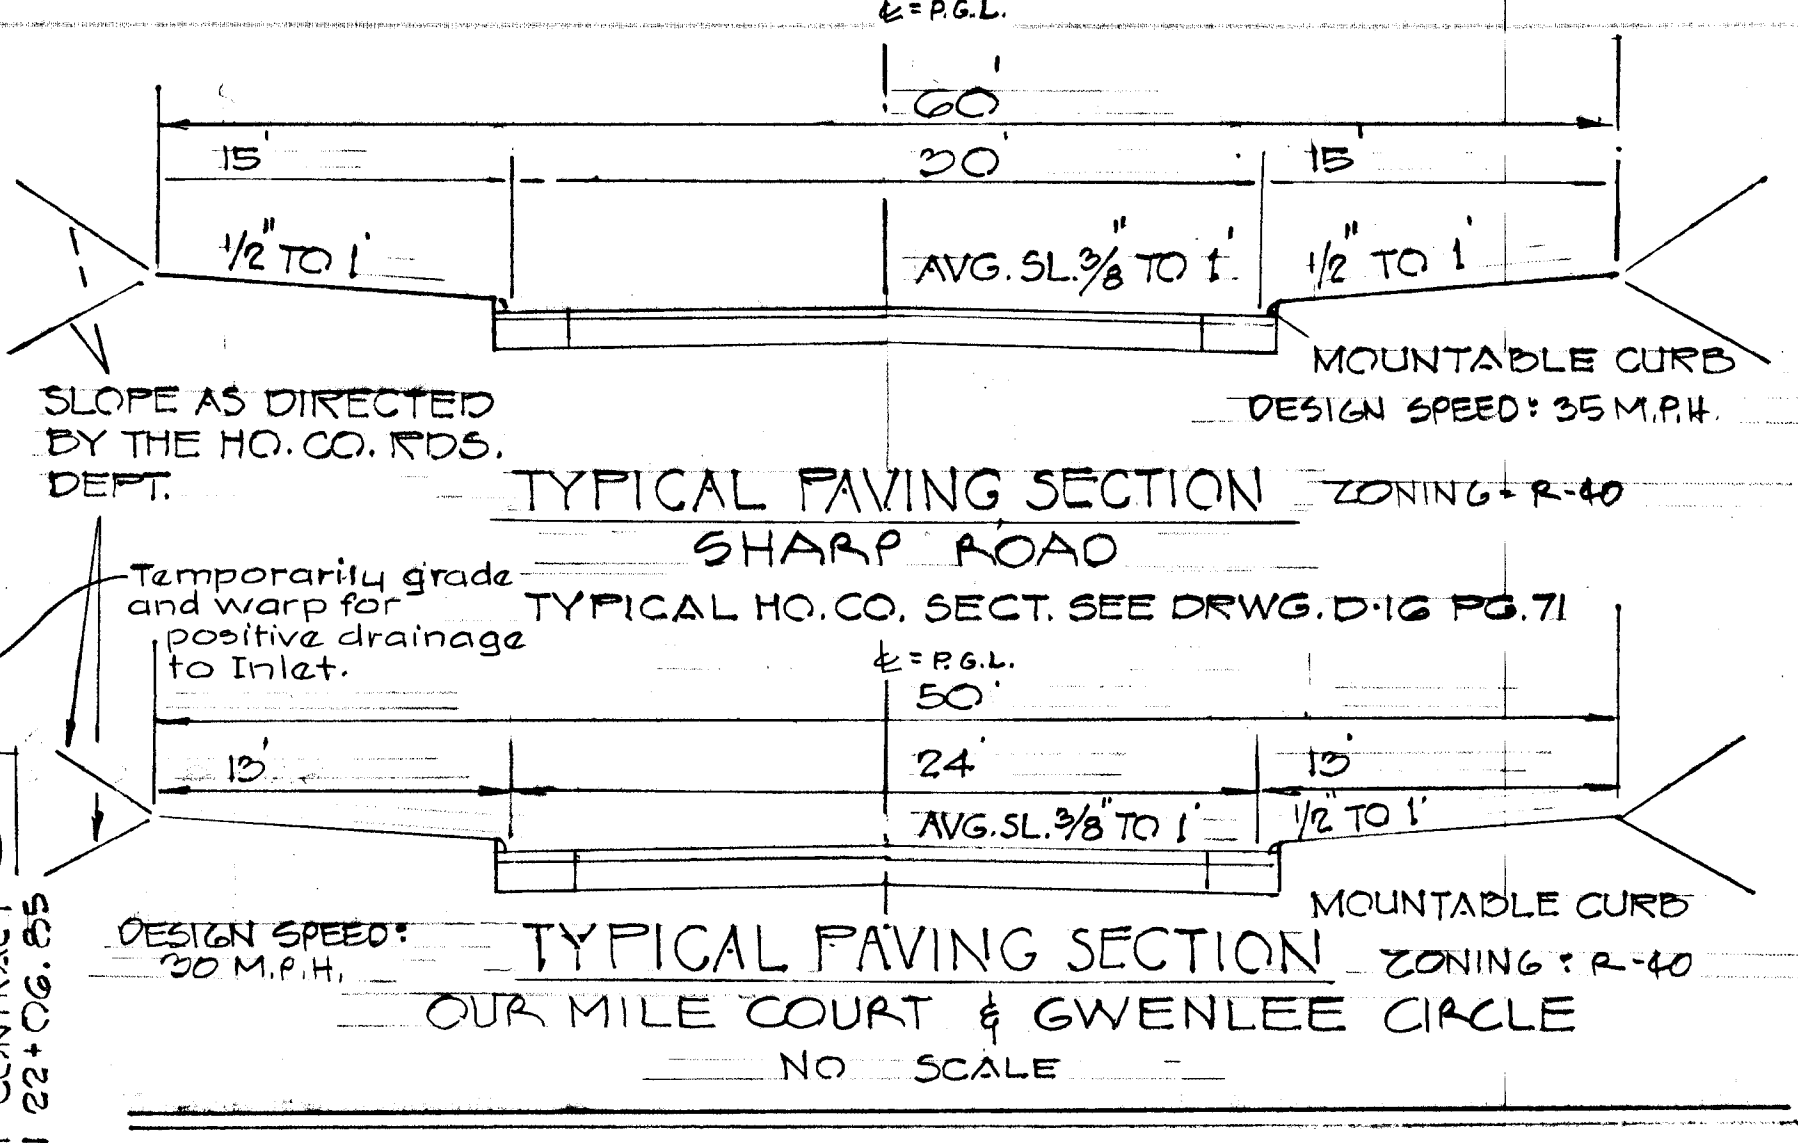 ℄ = P.G.L.
60'
15' 30' 15'
1/2" TO 1' AVG. SL. 3/8" TO 1' 1/2" TO 1'
MOUNTABLE CURB
DESIGN SPEED: 35 M.P.H.
SLOPE AS DIRECTED
BY THE HO. CO. RDS.
DEPT.
TYPICAL PAVING SECTION ZONING: R-40
SHARP ROAD
TYPICAL HO. CO. SECT. SEE DRWG. D-16 PG. 71
Temporarily grade
and warp for
positive drainage
to Inlet.
℄ = P.G.L.
50'
13' 24' 13'
AVG. SL. 3/8" TO 1' 1/2" TO 1'
MOUNTABLE CURB
DESIGN SPEED:
30 M.P.H.
TYPICAL PAVING SECTION ZONING: R-40
OUR MILE COURT & GWENLEE CIRCLE
NO SCALE
22+06.85